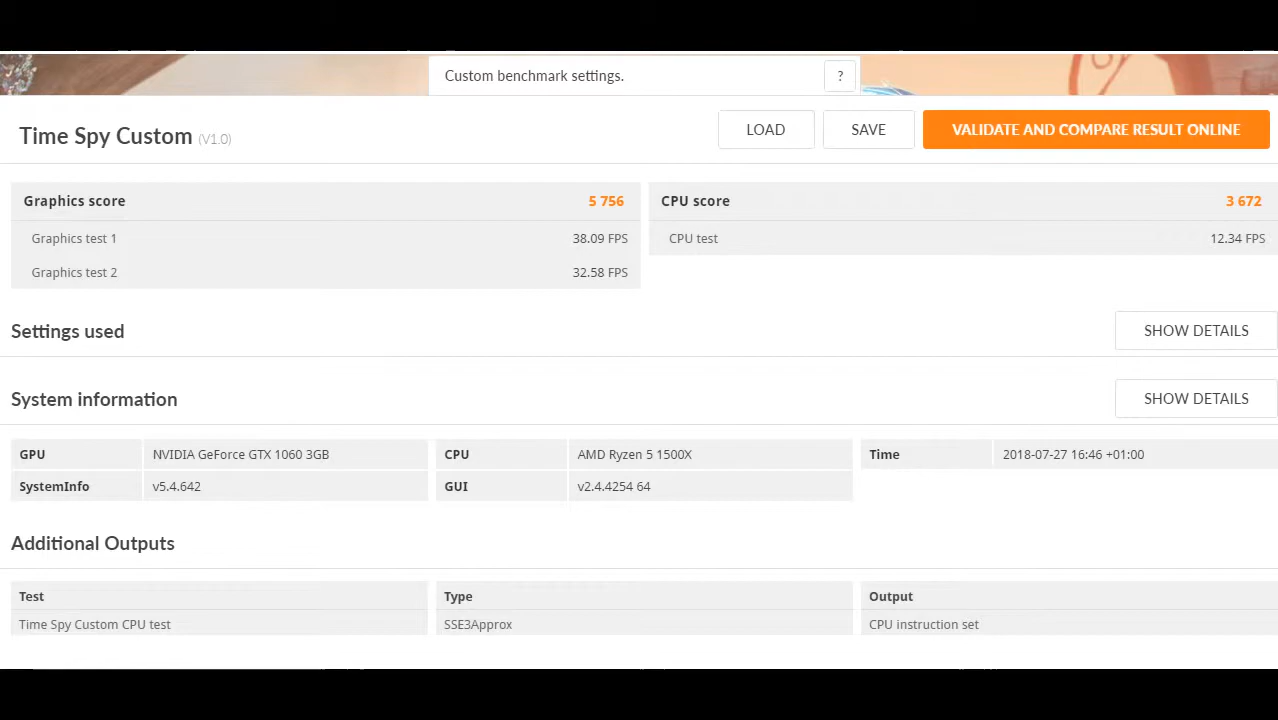 Custom benchmark settings.
?
Time Spy Custom (V1.0)
LOAD
SAVE
VALIDATE AND COMPARE RESULT ONLINE
Graphics score 5 756
Graphics test 1 38.09 FPS
Graphics test 2 32.58 FPS
CPU score 3 672
CPU test 12.34 FPS
Settings used
SHOW DETAILS
System information
SHOW DETAILS
GPU NVIDIA GeForce GTX 1060 3GB
CPU AMD Ryzen 5 1500X
Time 2018-07-27 16:46 +01:00
SystemInfo v5.4.642
GUI v2.4.4254 64
Additional Outputs
Test Type Output
Time Spy Custom CPU test SSE3Approx CPU instruction set